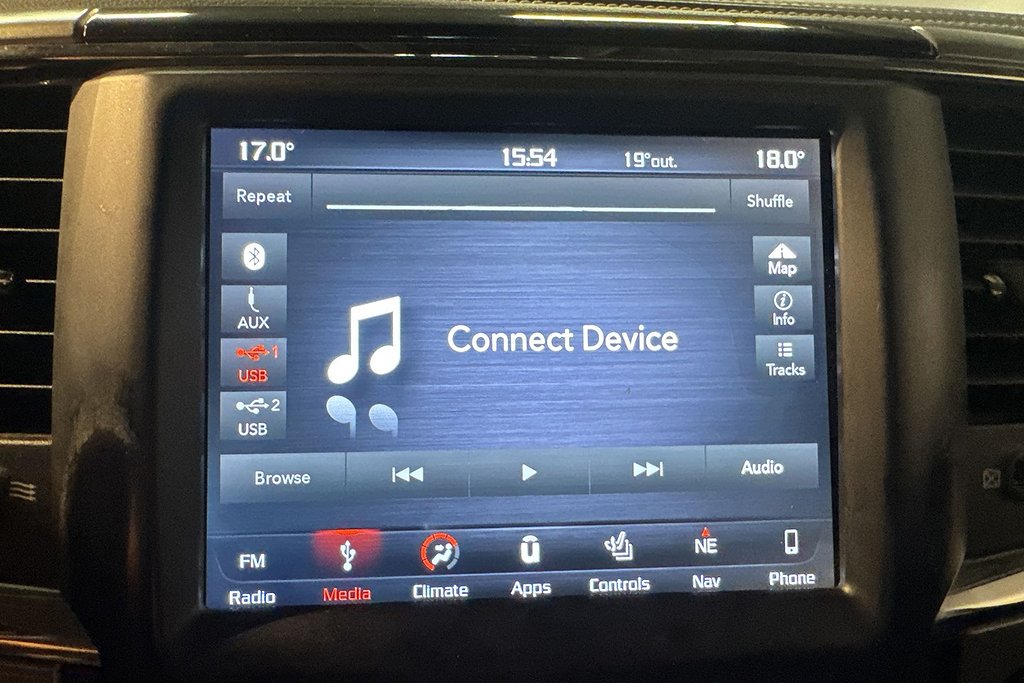 17.0° 15:54 19°out. 18.0°
Repeat Shuffle
Map
AUX
Info
1
USB
Connect Device
Tracks
2
USB
Browse Audio
FM NE
Radio Media Climate Apps Controls Nav Phone